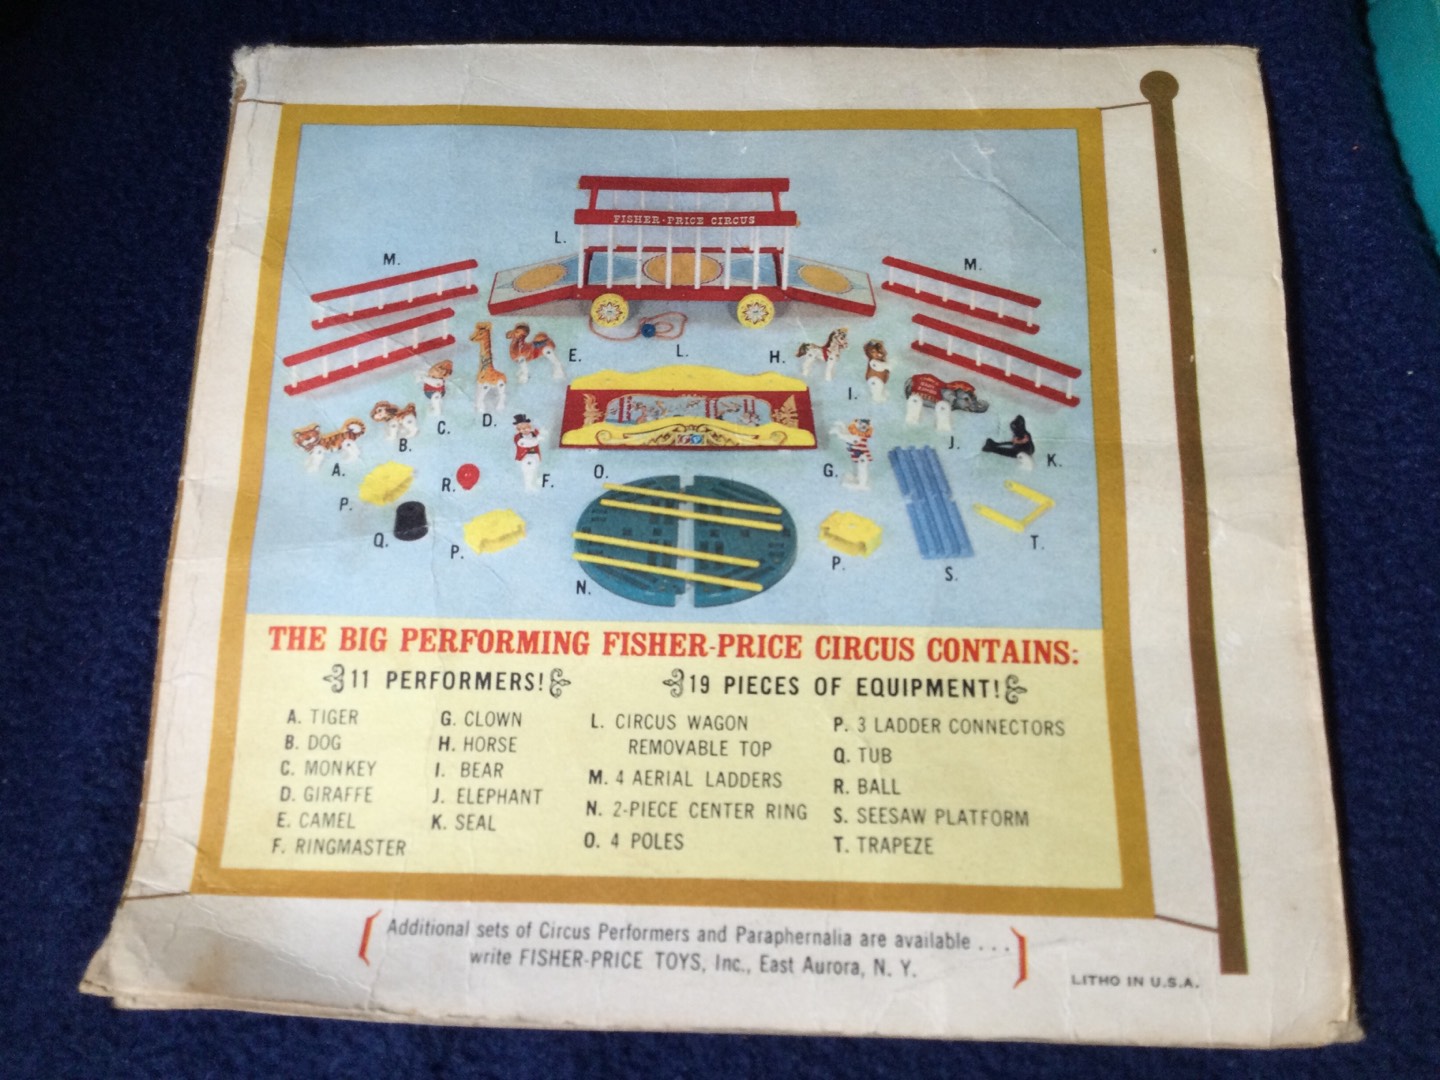 FISHER-PRICE CIRCUS
L.
M.
M.
E.
L.
H.
I.
D.
C.
B.
J.
K.
A.
R.
F.
O.
G.
P.
Q.
P.
P.
T.
N.
S.
THE BIG PERFORMING FISHER-PRICE CIRCUS CONTAINS:
11 PERFORMERS!
A. TIGER
B. DOG
C. MONKEY
D. GIRAFFE
E. CAMEL
F. RINGMASTER
G. CLOWN
H. HORSE
I. BEAR
J. ELEPHANT
K. SEAL
19 PIECES OF EQUIPMENT!
L. CIRCUS WAGON
REMOVABLE TOP
M. 4 AERIAL LADDERS
N. 2-PIECE CENTER RING
O. 4 POLES
P. 3 LADDER CONNECTORS
Q. TUB
R. BALL
S. SEESAW PLATFORM
T. TRAPEZE
Additional sets of Circus Performers and Paraphernalia are available . . .
write FISHER-PRICE TOYS, Inc., East Aurora, N. Y.
LITHO IN U.S.A.